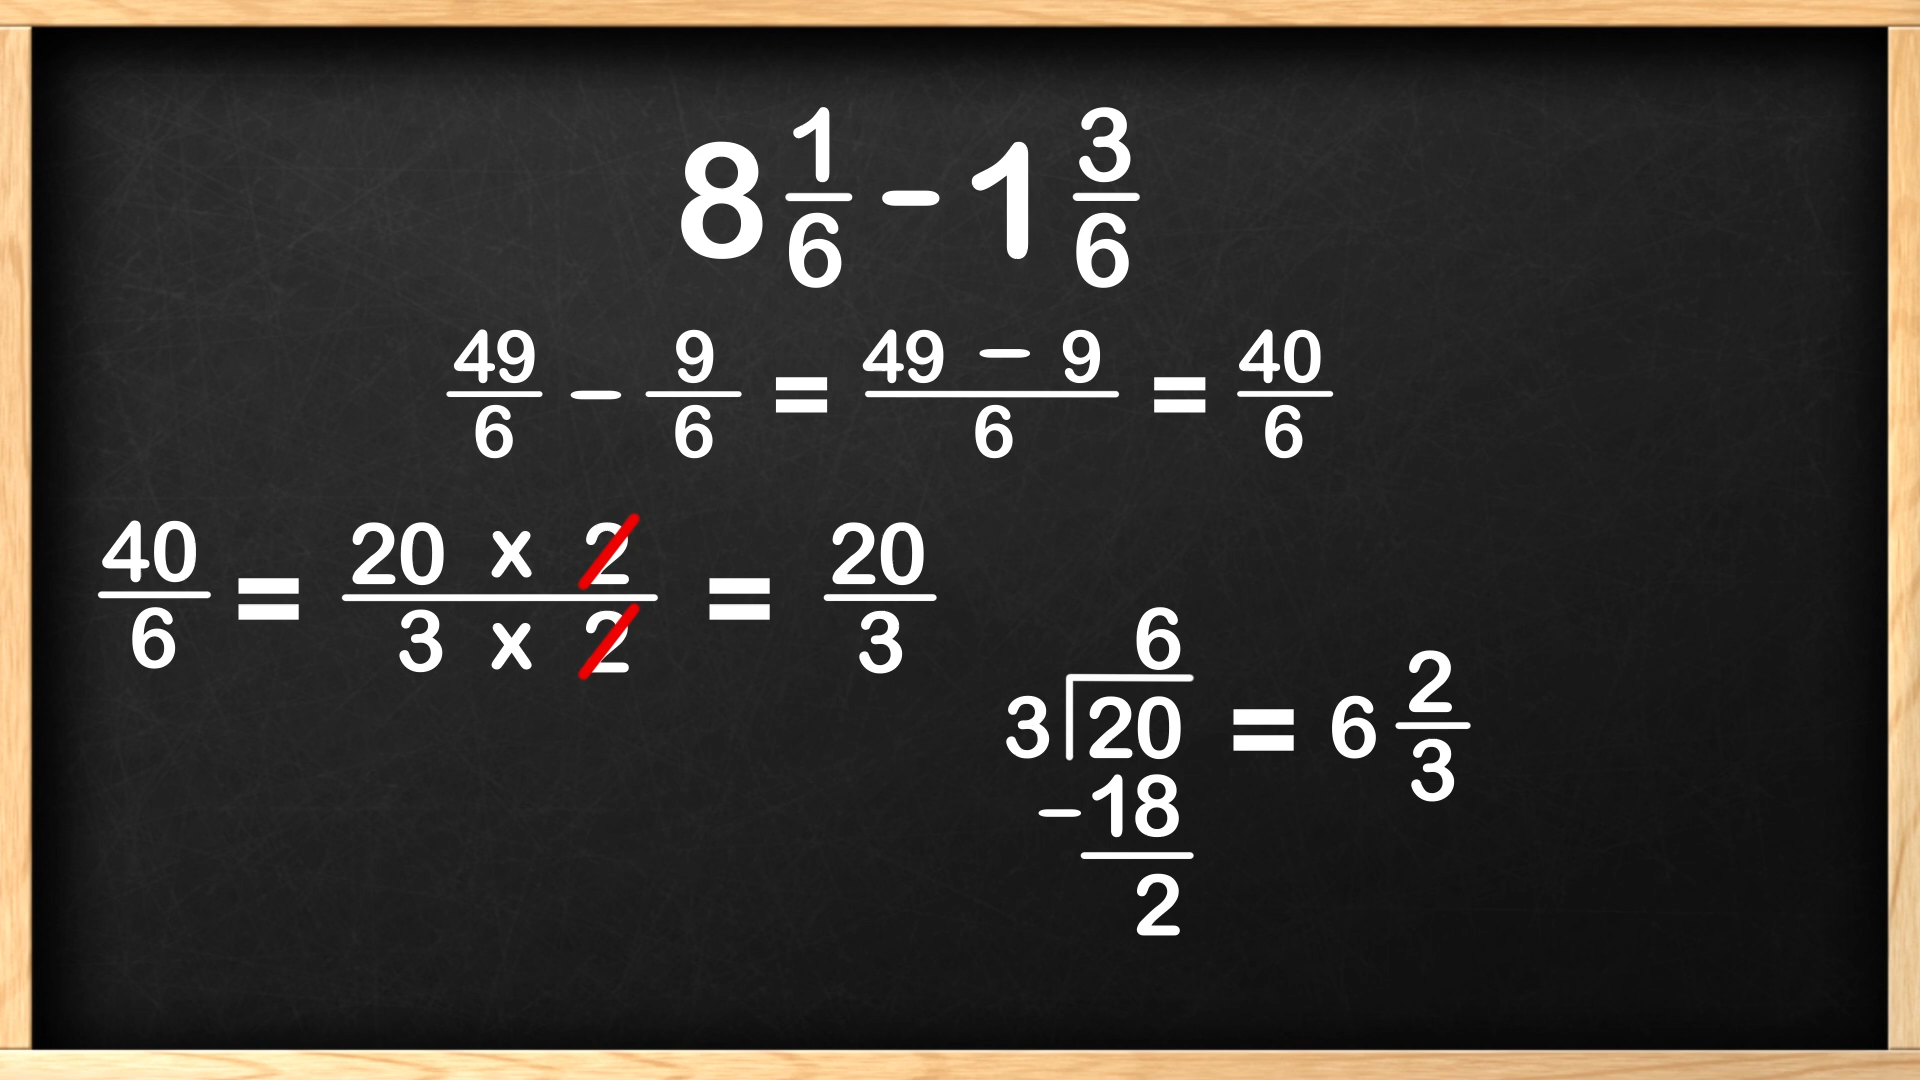 8 1/6 - 1 3/6
49/6 - 9/6 = (49 - 9)/6 = 40/6
40/6 = (20 x 2)/(3 x 2) = 20/3
6
3 20 = 6 2/3
-18
2